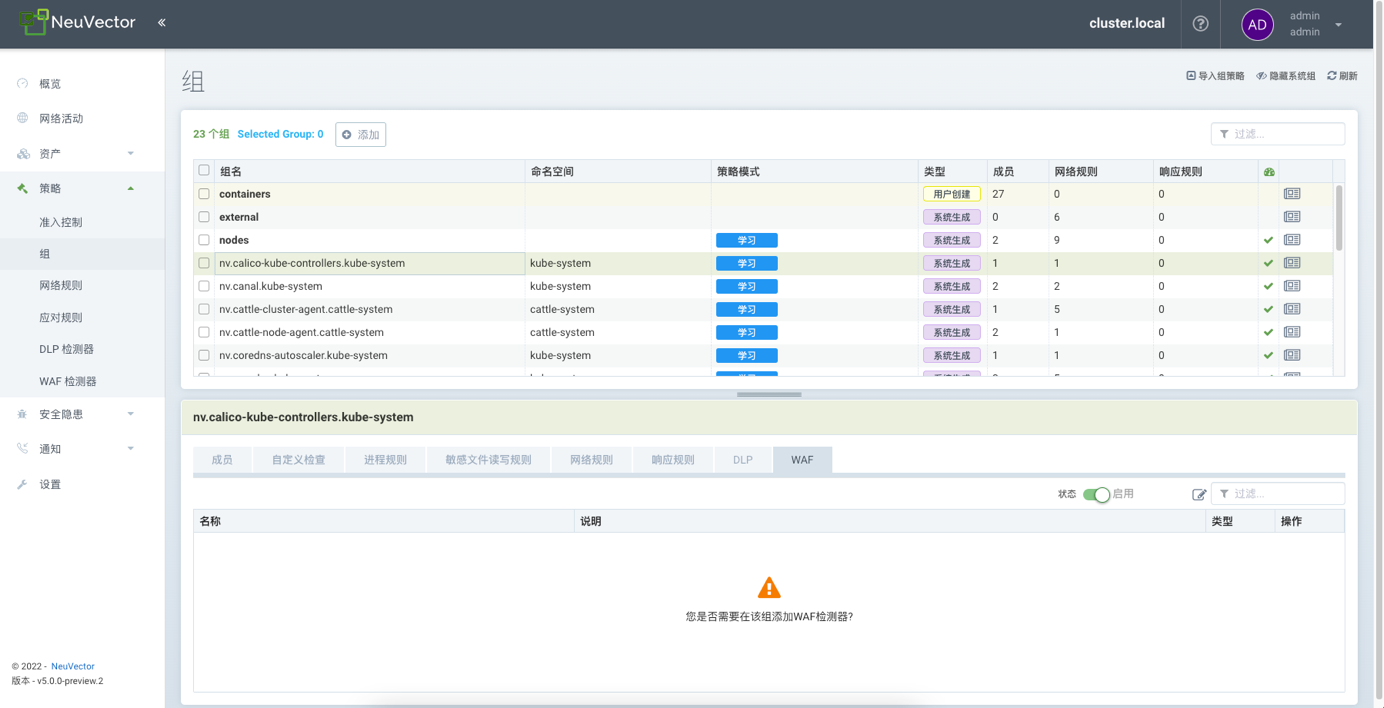 NeuVector
«
cluster.local
AD
admin
admin
概览
网络活动
资产
策略
准入控制
组
网络规则
应对规则
DLP 检测器
WAF 检测器
安全隐患
通知
设置
© 2022 - NeuVector
版本 - v5.0.0-preview.2
组
导入组策略 隐藏系统组 刷新
23 个组 Selected Group: 0 添加 过滤...
组名 命名空间 策略模式 类型 成员 网络规则 响应规则
containers 用户创建 27 0 0
external 系统生成 0 6 0
nodes 学习 系统生成 2 9 0
nv.calico-kube-controllers.kube-system kube-system 学习 系统生成 1 1 0
nv.canal.kube-system kube-system 学习 系统生成 2 2 0
nv.cattle-cluster-agent.cattle-system cattle-system 学习 系统生成 1 5 0
nv.cattle-node-agent.cattle-system cattle-system 学习 系统生成 2 1 0
nv.coredns-autoscaler.kube-system kube-system 学习 系统生成 1 1 0
nv.calico-kube-controllers.kube-system
成员 自定义检查 进程规则 敏感文件读写规则 网络规则 响应规则 DLP WAF
状态 启用 过滤...
名称 说明 类型 操作
您是否需要在该组添加WAF检测器?